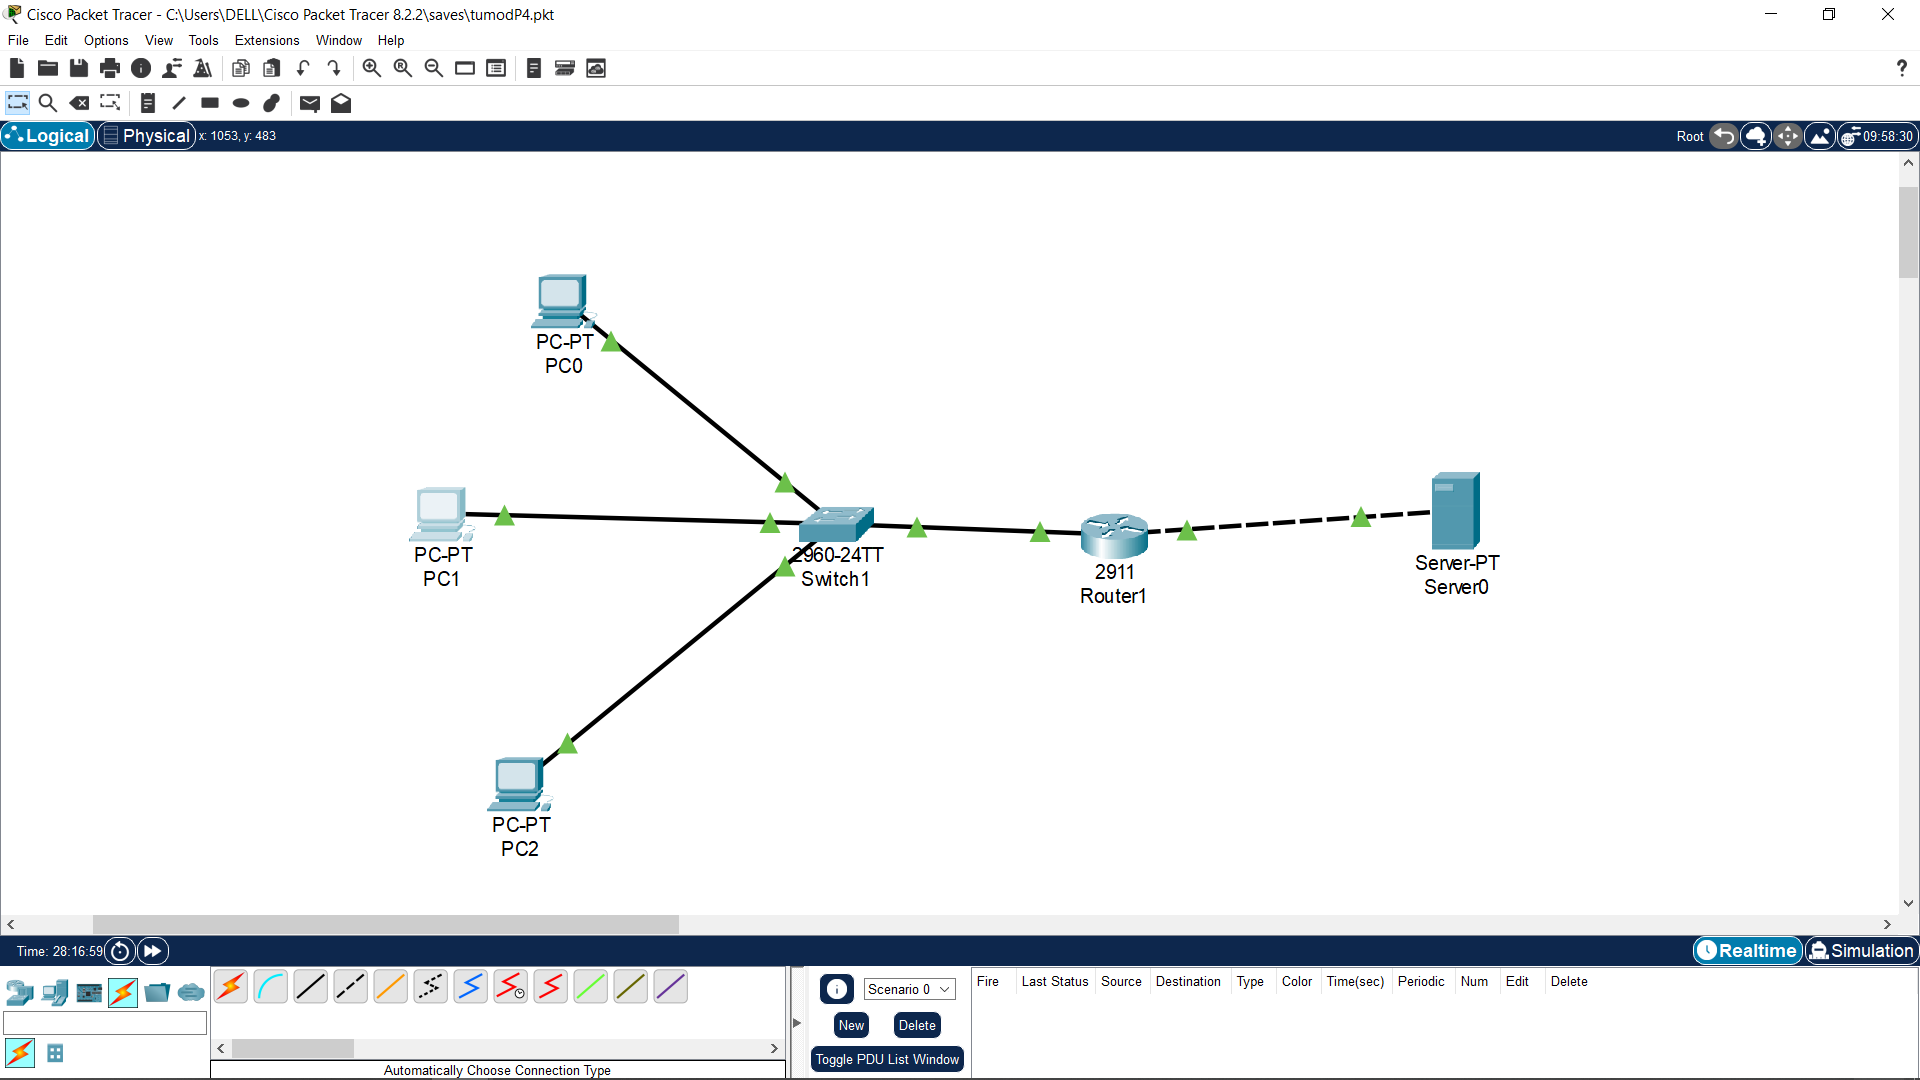 Cisco Packet Tracer - C:\Users\DELL\Cisco Packet Tracer 8.2.2\saves\tumodP4.pkt
File Edit Options View Tools Extensions Window Help
?
Logical Physical x: 1053, y: 483 Root 09:58:30
PC-PT
PC0
PC-PT
PC1
2960-24TT
Switch1
2911
Router1
Server-PT
Server0
PC-PT
PC2
Time: 28:16:59 Realtime Simulation
Scenario 0
New Delete
Toggle PDU List Window
Fire Last Status Source Destination Type Color Time(sec) Periodic Num Edit Delete
Automatically Choose Connection Type